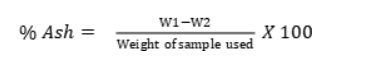 % Ash = W1−W2 / Weight of sample used X 100